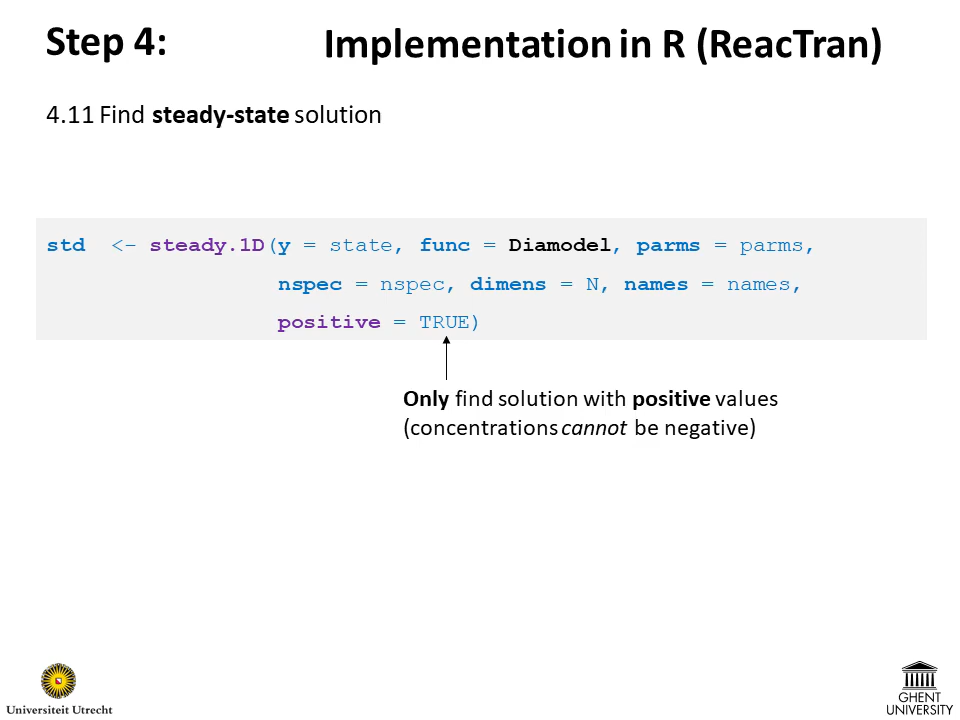 Step 4: Implementation in R (ReacTran)
4.11 Find steady-state solution
std <- steady.1D(y = state, func = Diamodel, parms = parms,
nspec = nspec, dimens = N, names = names,
positive = TRUE)
Only find solution with positive values
(concentrations cannot be negative)
Universiteit Utrecht
GHENT
UNIVERSITY